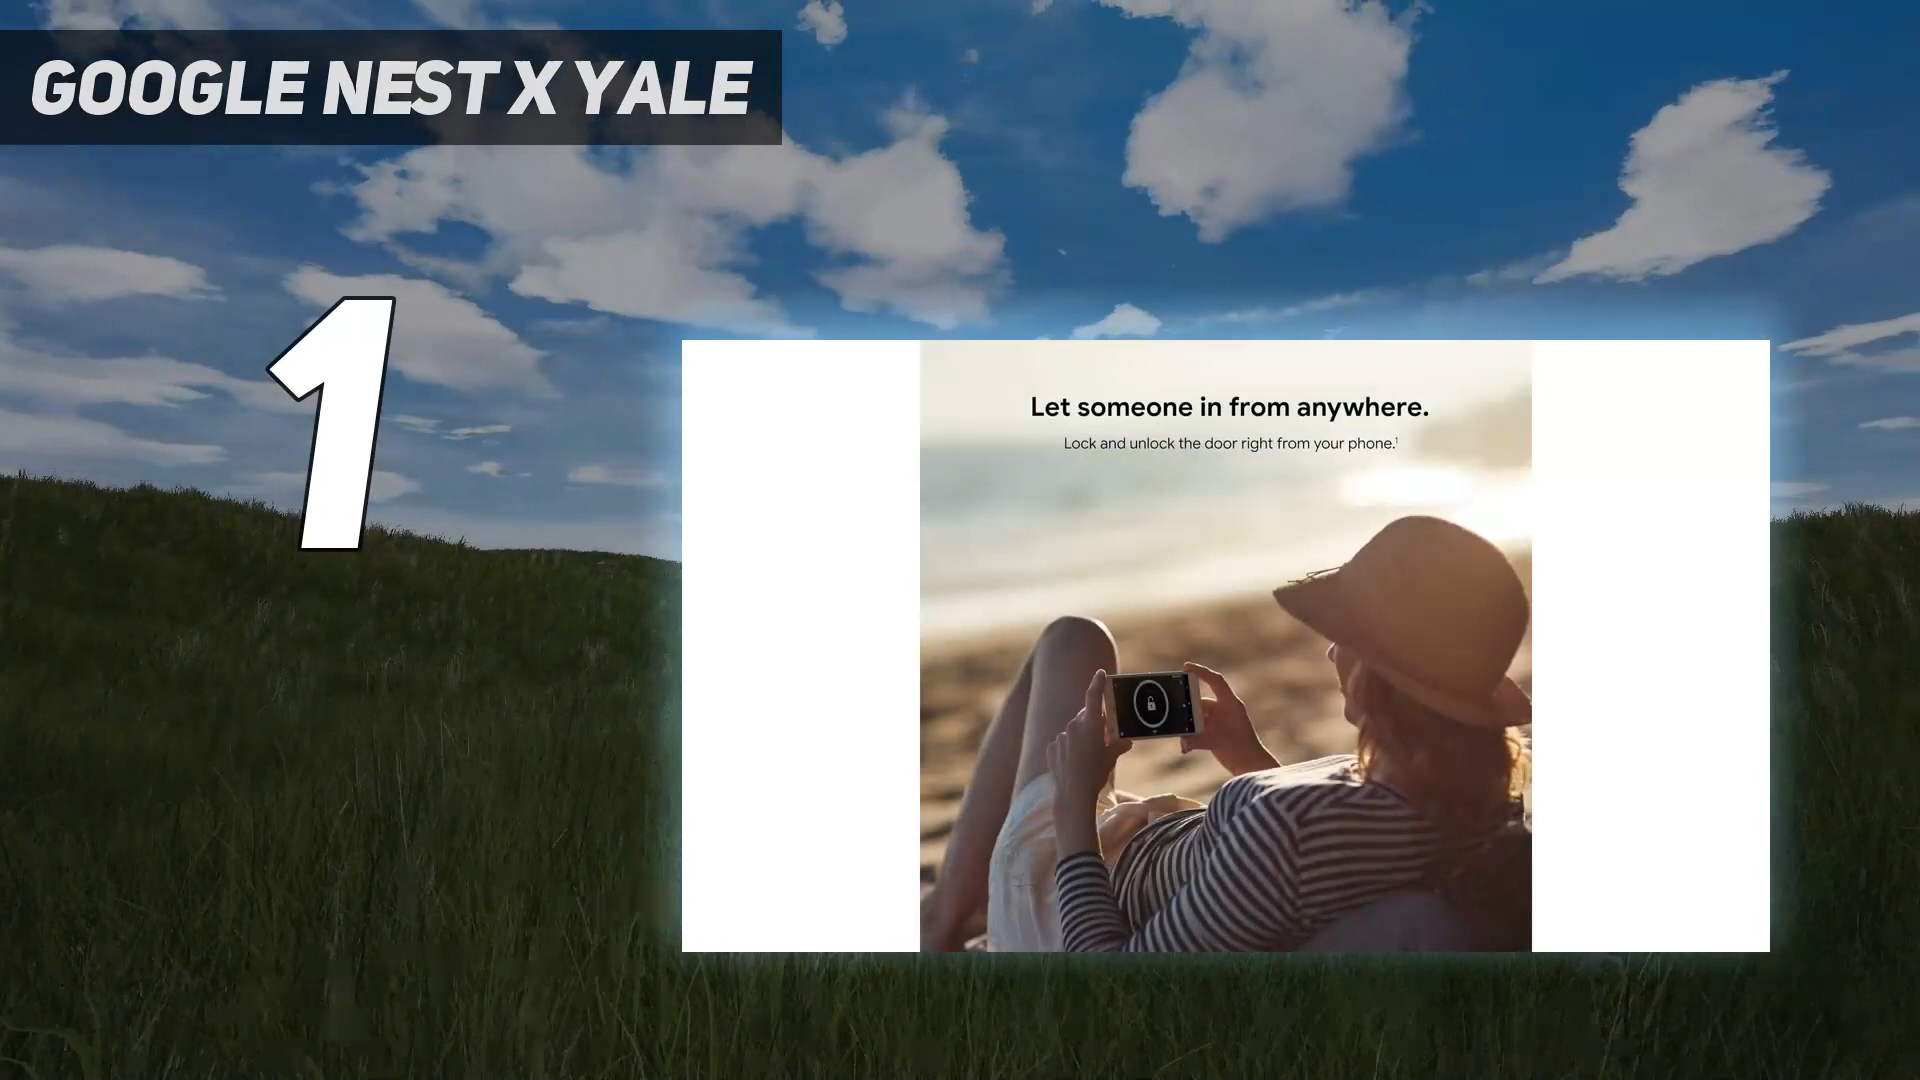 GOOGLE NEST X YALE
1
Let someone in from anywhere.
Lock and unlock the door right from your phone.¹